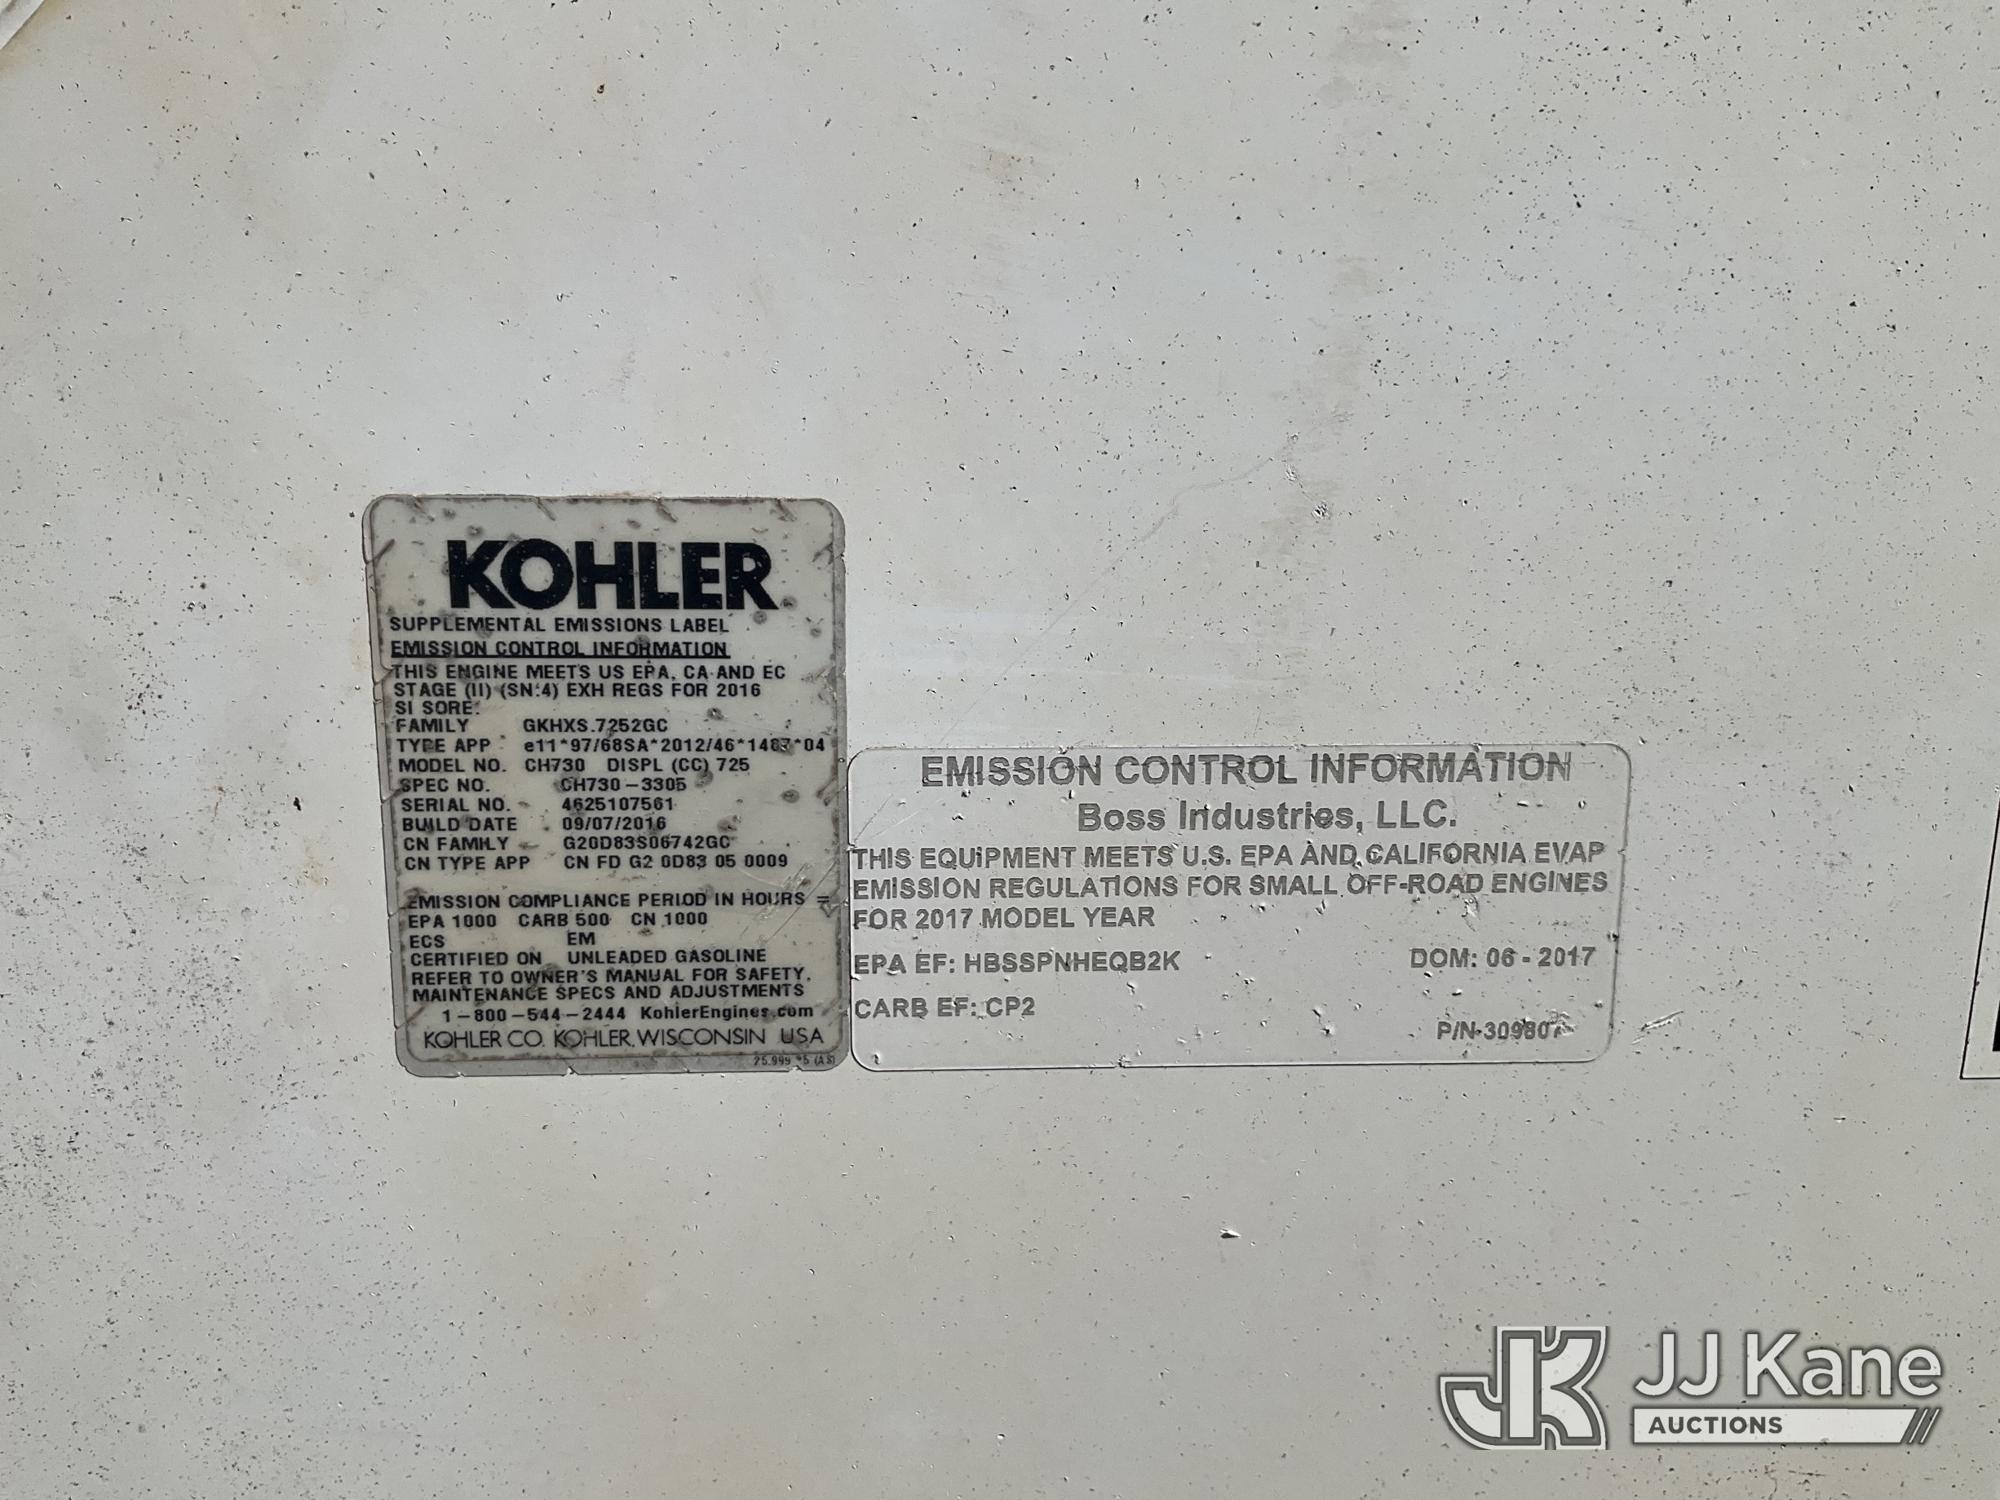 KOHLER
SUPPLEMENTAL EMISSIONS LABEL
EMISSION CONTROL INFORMATION
THIS ENGINE MEETS US EPA, CA AND EC
STAGE (II) (SN:4) EXH REGS FOR 2016
SI SORE:
FAMILY GKHXS.7252GC
TYPE APP e11*97/68SA*2012/46*1487*04
MODEL NO. CH730 DISPL (CC) 725
SPEC NO. CH730-3305
SERIAL NO. 4625107561
BUILD DATE 09/07/2016
CN FAMILY G20D83S06742GC
CN TYPE APP CN FD G2 0D83 05 0009
EMISSION COMPLIANCE PERIOD IN HOURS =
EPA 1000 CARB 500 CN 1000
ECS EM
CERTIFIED ON UNLEADED GASOLINE
REFER TO OWNER'S MANUAL FOR SAFETY,
MAINTENANCE SPECS AND ADJUSTMENTS
1-800-544-2444 KohlerEngines.com
KOHLER CO. KOHLER, WISCONSIN USA
EMISSION CONTROL INFORMATION
Boss Industries, LLC.
THIS EQUIPMENT MEETS U.S. EPA AND CALIFORNIA EVAP
EMISSION REGULATIONS FOR SMALL OFF-ROAD ENGINES
FOR 2017 MODEL YEAR
EPA EF: HBSSPNHEQB2K DOM: 06 - 2017
CARB EF: CP2
P/N 309807
JK JJ Kane
AUCTIONS